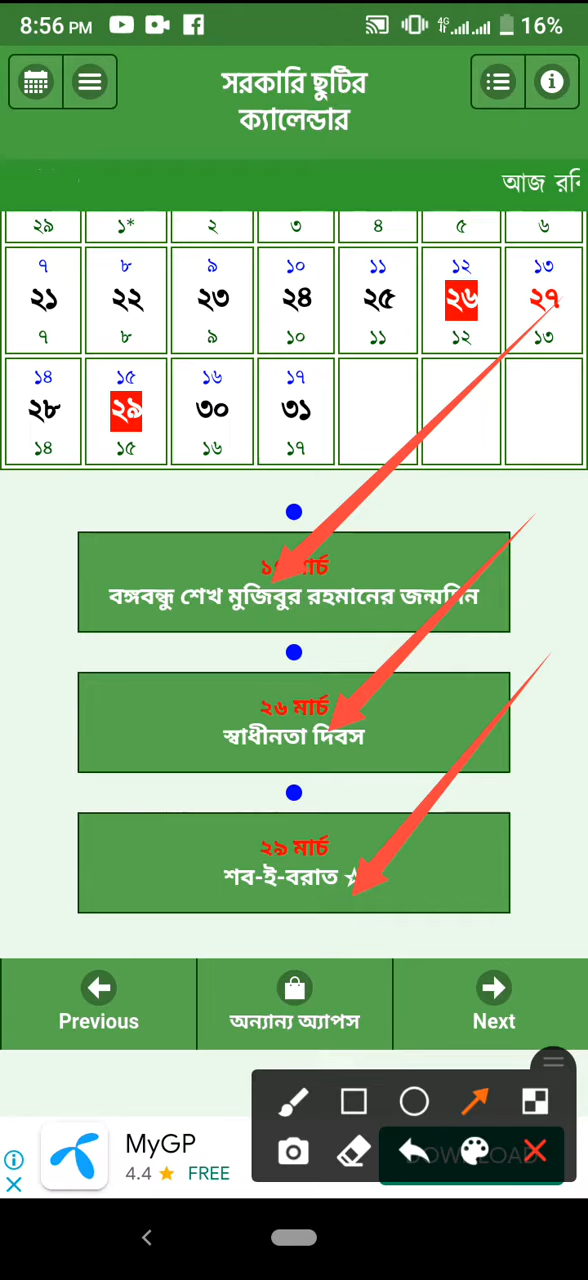 8:56 PM 4G 16%
সরকারি ছুটির
ক্যালেন্ডার
আজ
২৯ ১* ২ ৩ ৪ ৫ ৬
৭ ৮ ৯ ১০ ১১ ১২ ১৩
২১ ২২ ২৩ ২৪ ২৫ ২৬ ২৭
৭ ৮ ৯ ১০ ১১ ১২ ১৩
১৪ ১৫ ১৬ ১৭
২৮ ২৯ ৩০ ৩১
১৪ ১৫ ১৬ ১৭
মার্চ
বঙ্গবন্ধু শেখ মুজিবুর রহমানের জন্মদিন
২৬ মার্চ
স্বাধীনতা দিবস
২৯ মার্চ
শব-ই-বরাত
Previous অন্যান্য অ্যাপস Next
MyGP
4.4 FREE
DOWNLOAD